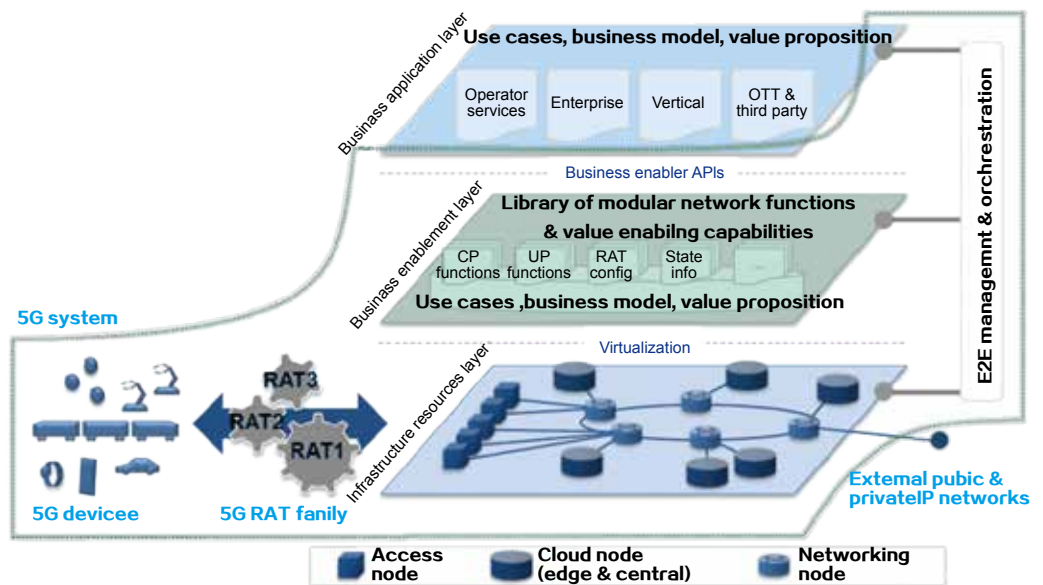 Businass application layer
Use cases, business model, value proposition
Operator
services
Enterprise
Vertical
OTT &
third party
Business enabler APIs
Business enablement layer
Library of modular network functions
& value enabilng capabilities
CP
functions
UP
functions
RAT
config
State
info
...
Use cases ,business model, value proposition
E2E managemnt & orchrestration
5G system
Virtualization
Infrastructure resources layer
RAT3
RAT2
RAT1
5G devicee
5G RAT fanily
External pubic &
privateIP networks
Access
node
Cloud node
(edge & central)
Networking
node